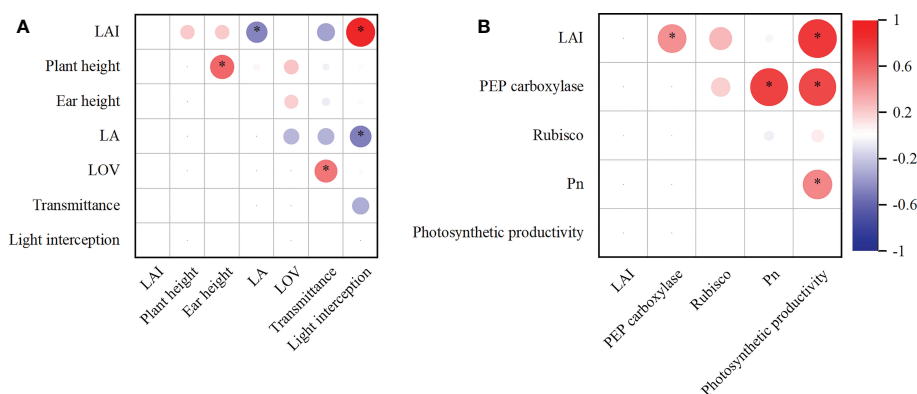 A
LAI
Plant height
Ear height
LA
LOV
Transmittance
Light interception
* * * * *
LAI
Plant height
Ear height
LA
LOV
Transmittance
Light interception
B
LAI
PEP carboxylase
Rubisco
Pn
Photosynthetic productivity
* * * * *
LAI
PEP carboxylase
Rubisco
Pn
Photosynthetic productivity
1
0.6
0.2
-0.2
-0.6
-1